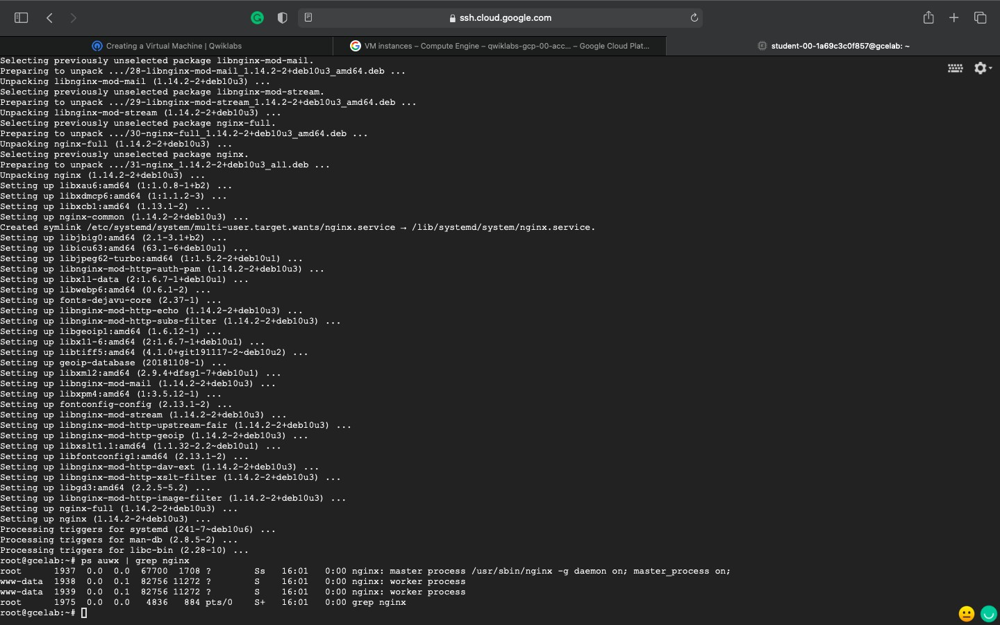 ssh.cloud.google.com
Creating a Virtual Machine | Qwiklabs
VM instances – Compute Engine – qwiklabs-gcp-00-acc... – Google Cloud Plat...
student-00-1a69c3c0f857@gcelab: ~
Selecting previously unselected package libnginx-mod-mail.
Preparing to unpack .../28-libnginx-mod-mail_1.14.2-2+deb10u3_amd64.deb ...
Unpacking libnginx-mod-mail (1.14.2-2+deb10u3) ...
Selecting previously unselected package libnginx-mod-stream.
Preparing to unpack .../29-libnginx-mod-stream_1.14.2-2+deb10u3_amd64.deb ...
Unpacking libnginx-mod-stream (1.14.2-2+deb10u3) ...
Selecting previously unselected package nginx-full.
Preparing to unpack .../30-nginx-full_1.14.2-2+deb10u3_amd64.deb ...
Unpacking nginx-full (1.14.2-2+deb10u3) ...
Selecting previously unselected package nginx.
Preparing to unpack .../31-nginx_1.14.2-2+deb10u3_all.deb ...
Unpacking nginx (1.14.2-2+deb10u3) ...
Setting up libxau6:amd64 (1:1.0.8-1+b2) ...
Setting up libxdmcp6:amd64 (1:1.1.2-3) ...
Setting up libxcb1:amd64 (1.13.1-2) ...
Setting up nginx-common (1.14.2-2+deb10u3) ...
Created symlink /etc/systemd/system/multi-user.target.wants/nginx.service → /lib/systemd/system/nginx.service.
Setting up libjbig0:amd64 (2.1-3.1+b2) ...
Setting up libicu63:amd64 (63.1-6+deb10u1) ...
Setting up libjpeg62-turbo:amd64 (1:1.5.2-2+deb10u1) ...
Setting up libnginx-mod-http-auth-pam (1.14.2-2+deb10u3) ...
Setting up libx11-data (2:1.6.7-1+deb10u1) ...
Setting up libwebp6:amd64 (0.6.1-2) ...
Setting up fonts-dejavu-core (2.37-1) ...
Setting up libnginx-mod-http-echo (1.14.2-2+deb10u3) ...
Setting up libnginx-mod-http-subs-filter (1.14.2-2+deb10u3) ...
Setting up libgeoip1:amd64 (1.6.12-1) ...
Setting up libx11-6:amd64 (2:1.6.7-1+deb10u1) ...
Setting up libtiff5:amd64 (4.1.0+git191117-2~deb10u2) ...
Setting up geoip-database (20181108-1) ...
Setting up libxml2:amd64 (2.9.4+dfsg1-7+deb10u1) ...
Setting up libnginx-mod-mail (1.14.2-2+deb10u3) ...
Setting up libxpm4:amd64 (1:3.5.12-1) ...
Setting up fontconfig-config (2.13.1-2) ...
Setting up libnginx-mod-stream (1.14.2-2+deb10u3) ...
Setting up libnginx-mod-http-upstream-fair (1.14.2-2+deb10u3) ...
Setting up libnginx-mod-http-geoip (1.14.2-2+deb10u3) ...
Setting up libxslt1.1:amd64 (1.1.32-2.2~deb10u1) ...
Setting up libfontconfig1:amd64 (2.13.1-2) ...
Setting up libnginx-mod-http-dav-ext (1.14.2-2+deb10u3) ...
Setting up libnginx-mod-http-xslt-filter (1.14.2-2+deb10u3) ...
Setting up libgd3:amd64 (2.2.5-5.2) ...
Setting up libnginx-mod-http-image-filter (1.14.2-2+deb10u3) ...
Setting up nginx-full (1.14.2-2+deb10u3) ...
Setting up nginx (1.14.2-2+deb10u3) ...
Processing triggers for systemd (241-7~deb10u6) ...
Processing triggers for man-db (2.8.5-2) ...
Processing triggers for libc-bin (2.28-10) ...
root@gcelab:~# ps auwx | grep nginx
root      1937  0.0  0.0  67700  1708 ?        Ss   16:01   0:00 nginx: master process /usr/sbin/nginx -g daemon on; master_process on;
www-data  1938  0.0  0.1  82756 11272 ?        S    16:01   0:00 nginx: worker process
www-data  1939  0.0  0.1  82756 11272 ?        S    16:01   0:00 nginx: worker process
root      1975  0.0  0.0   4836   884 pts/0    S+   16:01   0:00 grep nginx
root@gcelab:~#